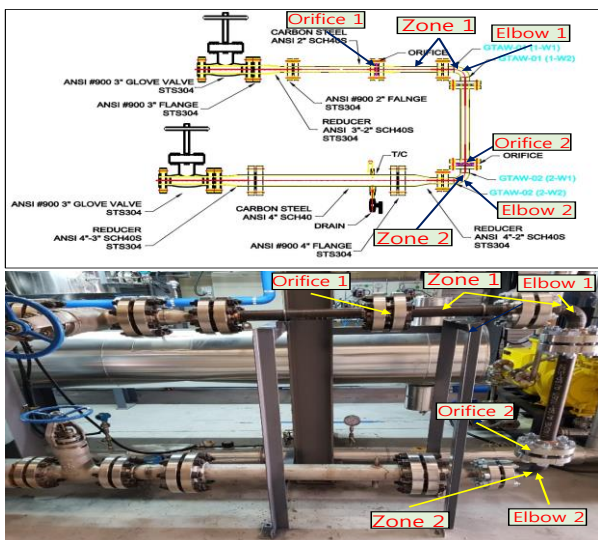 Orifice 1
Zone 1
Elbow 1
CARBON STEEL
ANSI 2" SCH40S
ORIFICE
GTAW-01 (1-W1)
GTAW-01 (1-W2)
ANSI #900 3" GLOVE VALVE
STS304
ANSI #900 3" FLANGE
STS304
ANSI #900 2" FALNGE
STS304
REDUCER
ANSI 3"-2" SCH40S
STS304
Orifice 2
ORIFICE
T/C
GTAW-02 (2-W1)
GTAW-02 (2-W2)
Elbow 2
ANSI #900 3" GLOVE VALVE
STS304
CARBON STEEL
ANSI 4" SCH40
DRAIN
Zone 2
REDUCER
ANSI 4"-3" SCH40S
STS304
ANSI #900 4" FLANGE
STS304
REDUCER
ANSI 4"-2" SCH40S
STS304
Orifice 1
Zone 1
Elbow 1
Orifice 2
Zone 2
Elbow 2